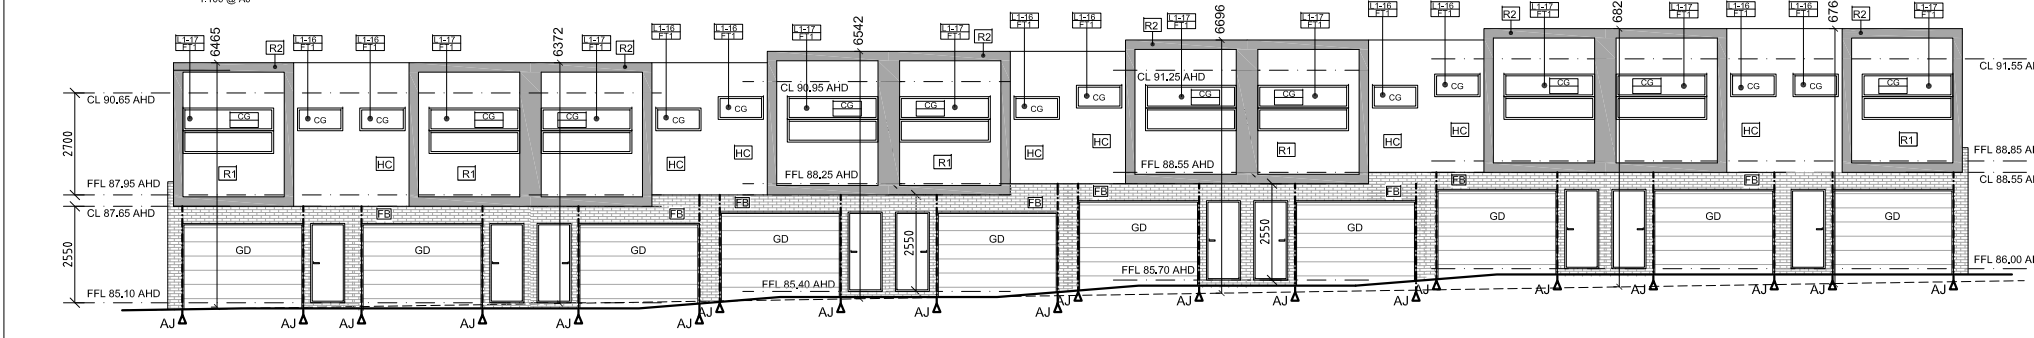 L1-17 FT1
6465
R2
L1-16 FT1
L1-16 FT1
L1-17 FT1
6372
L1-17 FT1
R2
L1-16 FT1
L1-16 FT1
L1-17 FT1
6542
L1-17 FT1
R2
L1-16 FT1
L1-16 FT1
R2
L1-17 FT1
6696
L1-17 FT1
L1-16 FT1
L1-16 FT1
R2
L1-17 FT1
682
L1-17 FT1
L1-16 FT1
L1-16 FT1
676
R2
L1-17 FT1
CL 90.65 AHD
CL 90.95 AHD
CL 91.25 AHD
CL 91.55 AH
CG CG CG CG CG CG CG CG CG CG CG CG CG CG CG CG CG CG CG CG
2700
R1 HC R1 HC HC R1 HC HC R1 HC HC HC R1
FFL 87.95 AHD
FFL 88.25 AHD
FFL 88.55 AHD
FFL 88.85 AH
CL 87.65 AHD
CL 88.55 AH
FB FB FB FB FB FB FB FB
2550
GD GD GD GD GD GD GD GD GD GD
2550
2550
FFL 85.10 AHD
FFL 85.40 AHD
FFL 85.70 AHD
FFL 86.00 AH
AJ AJ AJ AJ AJ AJ AJ AJ AJ AJ AJ AJ AJ AJ AJ AJ AJ AJ AJ